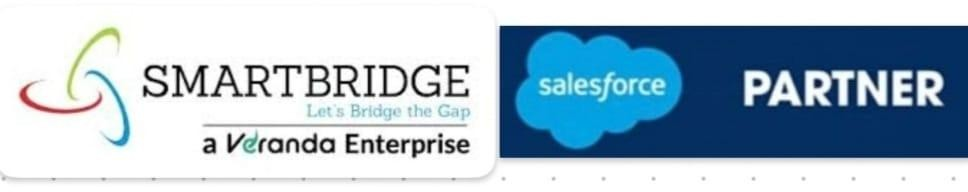 SMARTBRIDGE
Let's Bridge the Gap
a Veranda Enterprise
salesforce
PARTNER